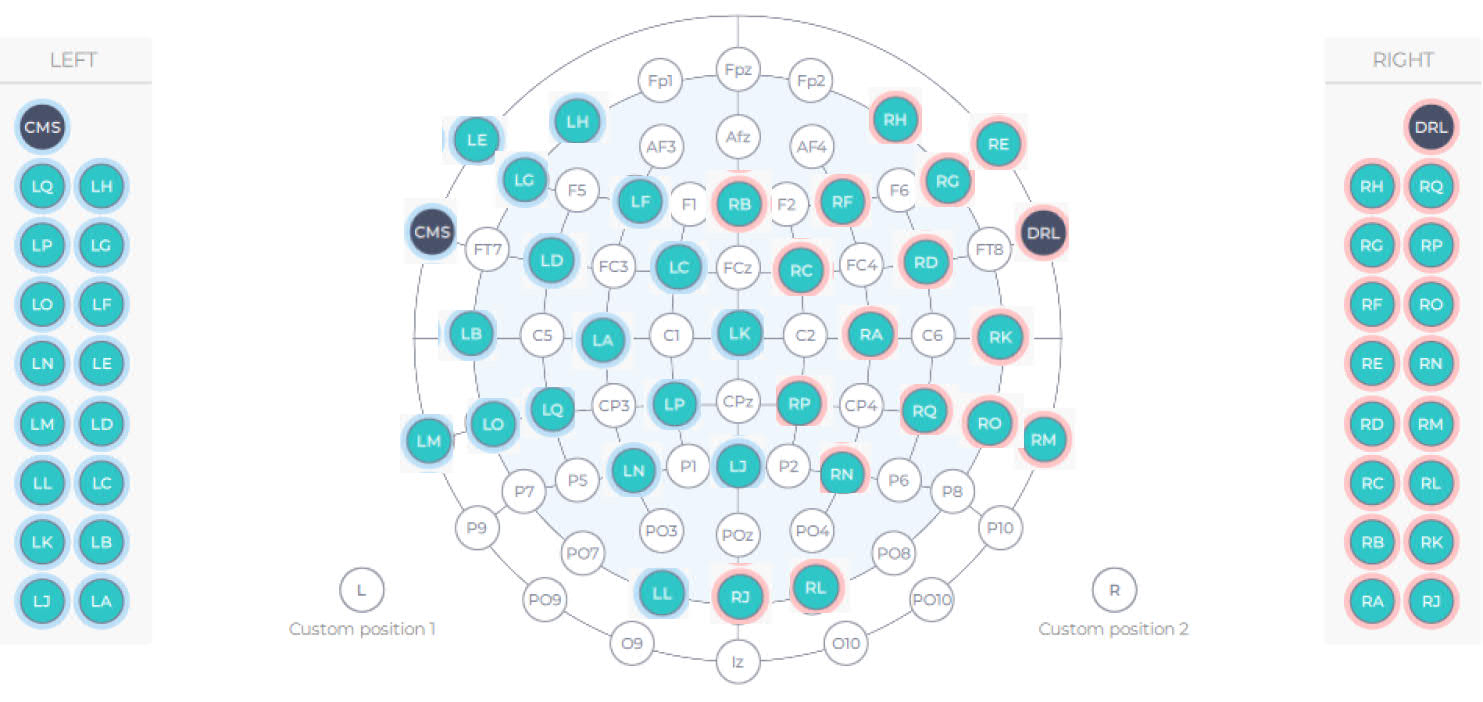 LEFT
RIGHT
CMS
LQ LH
LP LG
LO LF
LN LE
LM LD
LL LC
LK LB
LJ LA
Fpz
Fp1 Fp2
LH RH
LE Afz RE
AF3 AF4
LG F5 F6 RG
LF F1 RB F2 RF
CMS DRL
FT7 FT8
LD FC3 LC FCz RC FC4 RD
LB C5 LA C1 LK C2 RA C6 RK
LQ CP3 LP CPz RP CP4 RQ
LM LO RO RM
LN P1 LJ P2 RN
P7 P5 P6 P8
P9 PO3 POz PO4 P10
PO7 PO8
LL RJ RL
PO9 PO10
O9 O10
Iz
L
Custom position 1
R
Custom position 2
DRL
RH RQ
RG RP
RF RO
RE RN
RD RM
RC RL
RB RK
RA RJ